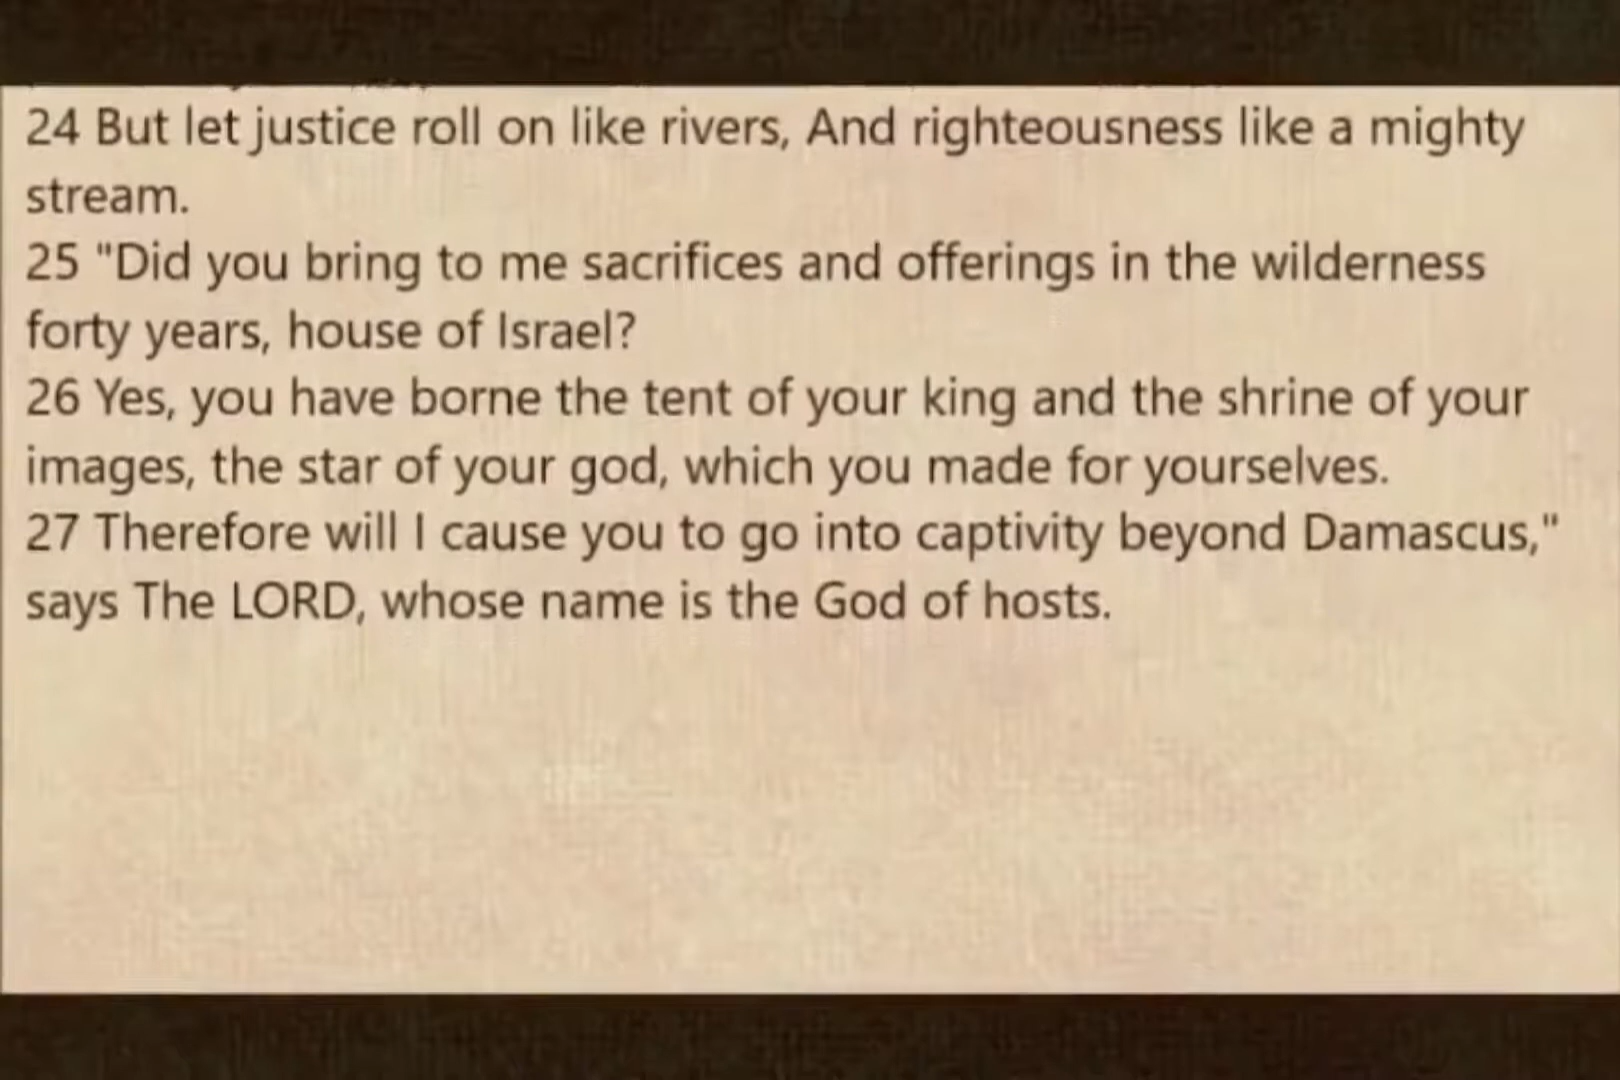 24 But let justice roll on like rivers, And righteousness like a mighty
stream.
25 "Did you bring to me sacrifices and offerings in the wilderness
forty years, house of Israel?
26 Yes, you have borne the tent of your king and the shrine of your
images, the star of your god, which you made for yourselves.
27 Therefore will I cause you to go into captivity beyond Damascus,"
says The LORD, whose name is the God of hosts.